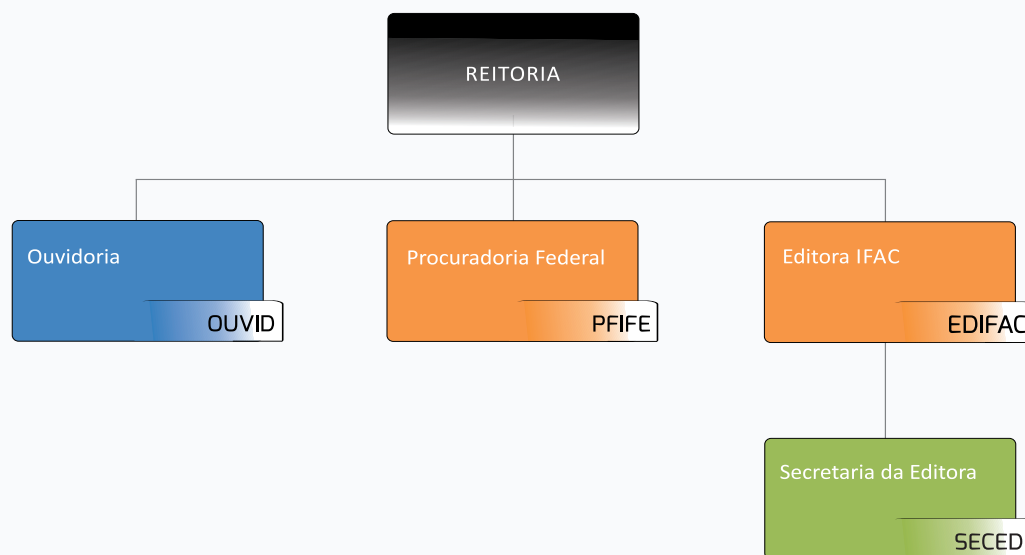 REITORIA
Ouvidoria
OUVID
Procuradoria Federal
PFIFE
Editora IFAC
EDIFAC
Secretaria da Editora
SECED